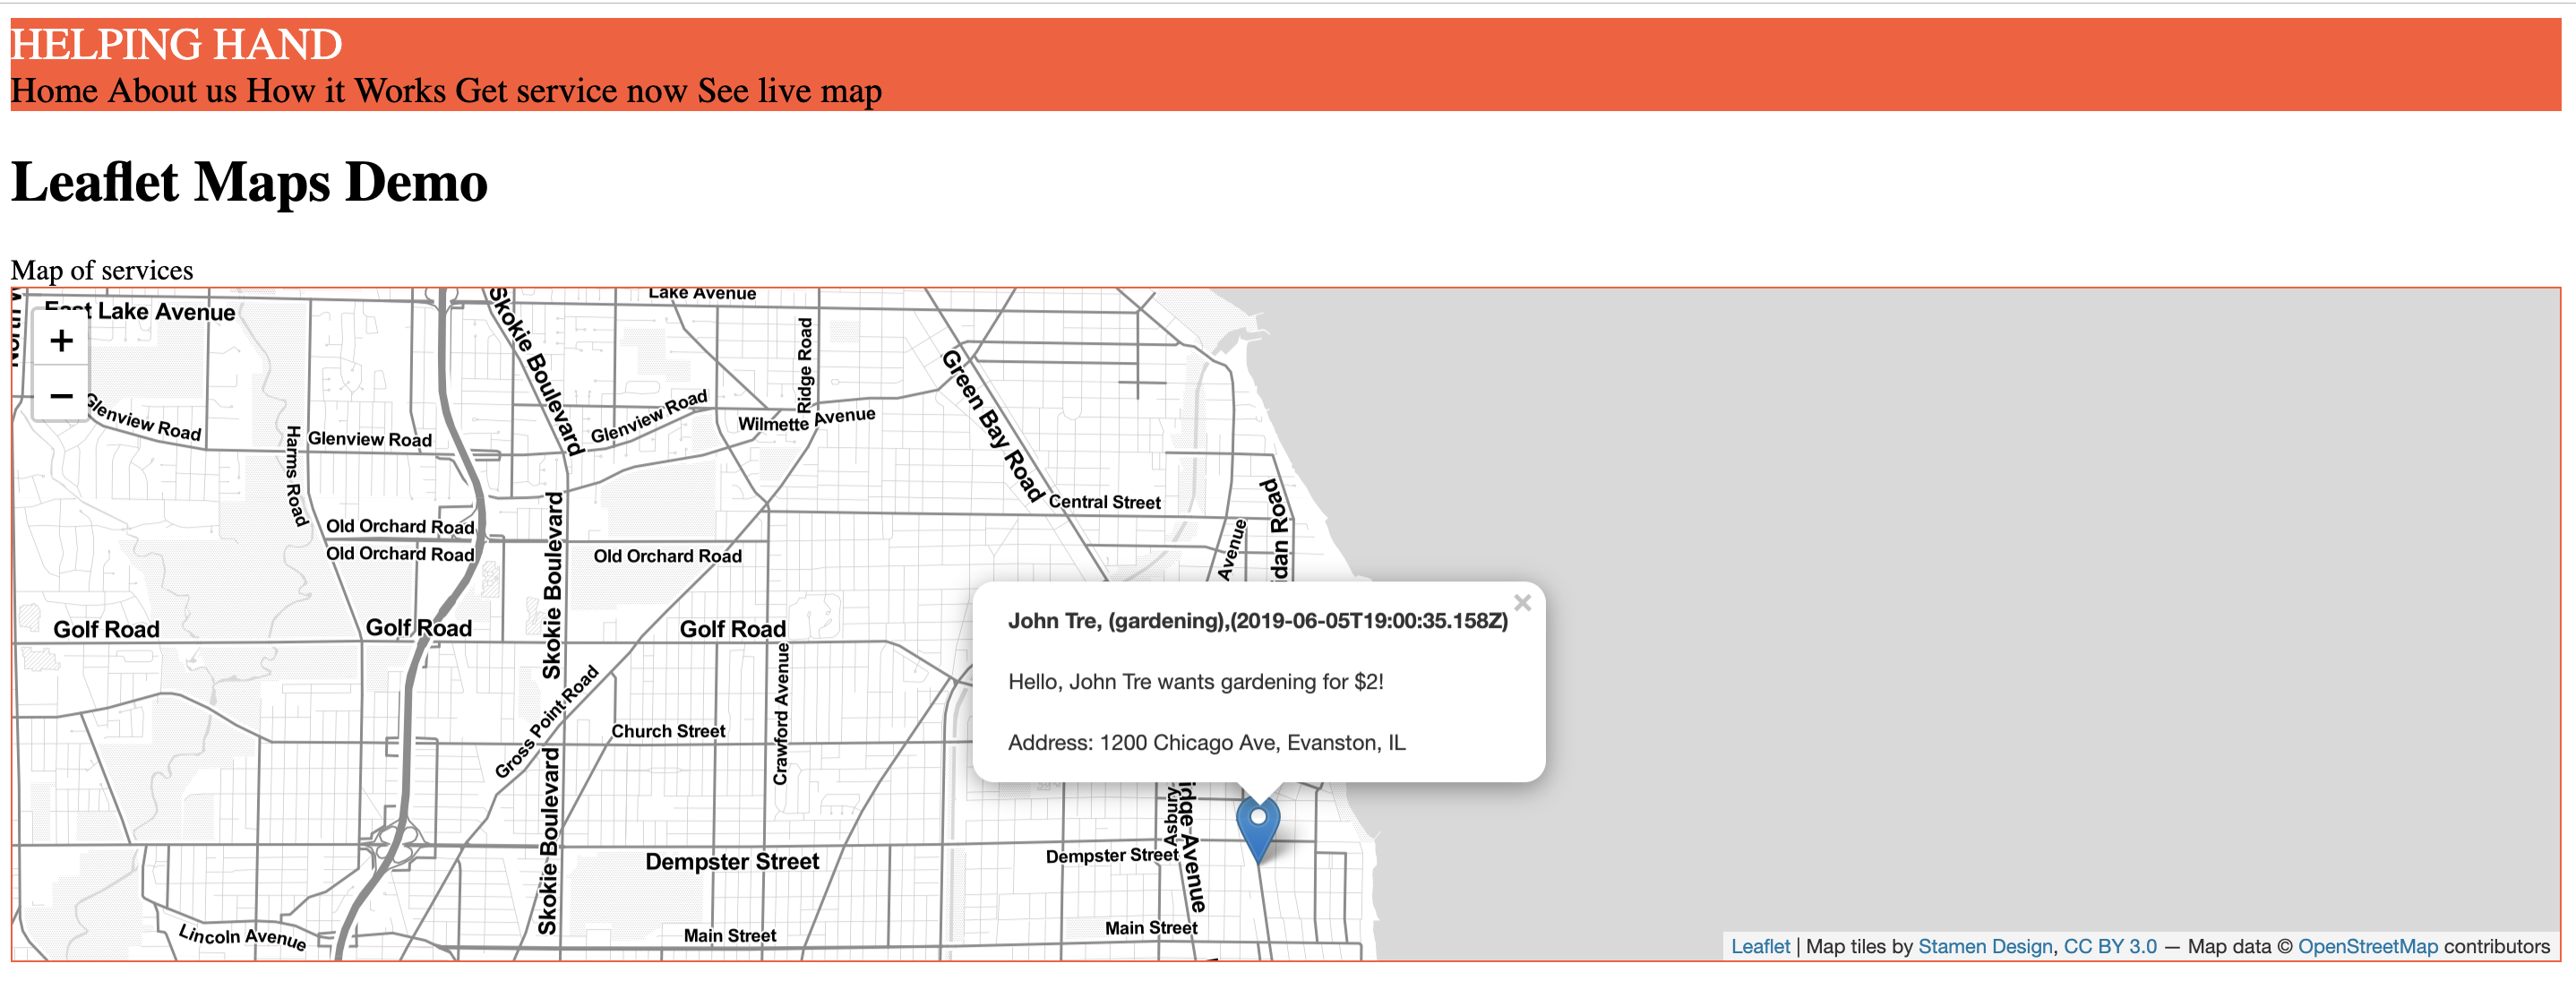 HELPING HAND
Home About us How it Works Get service now See live map
Leaflet Maps Demo
Map of services
East Lake Avenue
Lake Avenue
+
−
Skokie Boulevard
Ridge Road
Green Bay Road
Glenview Road
Glenview Road
Glenview Road
Wilmette Avenue
Harms Road
Central Street
Old Orchard Road
Old Orchard Road
Old Orchard Road
Skokie Boulevard
Avenue
idan Road
Golf Road
Golf Road
Golf Road
John Tre, (gardening),(2019-06-05T19:00:35.158Z)
×
Hello, John Tre wants gardening for $2!
Address: 1200 Chicago Ave, Evanston, IL
Gross Point Road
Church Street
Crawford Avenue
Skokie Boulevard
Asbury
idge Avenue
Dempster Street
Dempster Street
Lincoln Avenue
Main Street
Main Street
Leaflet | Map tiles by Stamen Design, CC BY 3.0 — Map data © OpenStreetMap contributors